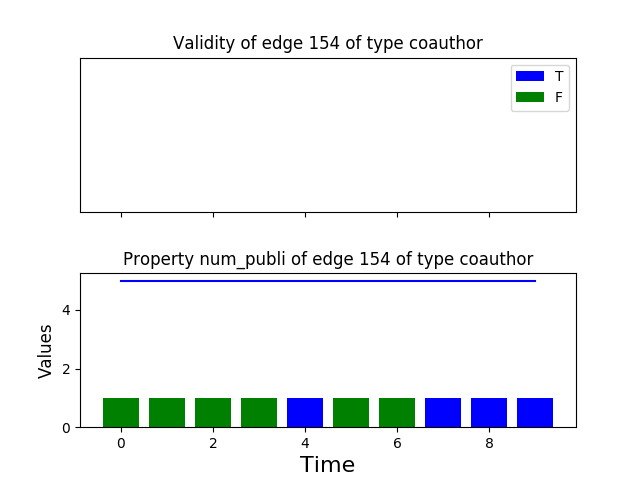 Validity of edge 154 of type coauthor
T
F
Property num_publi of edge 154 of type coauthor
4
2
0
Values
0 2 4 6 8
Time